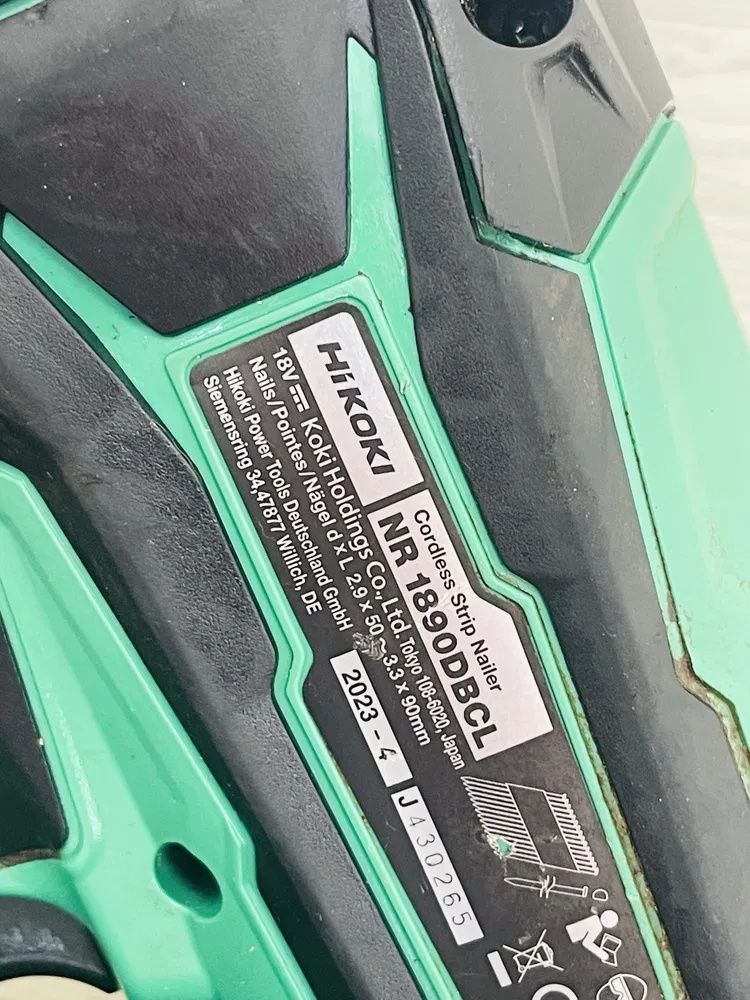 HiKOKI
Cordless Strip Nailer
NR 1890DBCL
18V Koki Holdings Co., Ltd. Tokyo 108-6020, Japan
Nails/Pointes/Nägel d x L 2.9 x 50 ~ 3.3 x 90mm
Hikoki Power Tools Deutschland GmbH
Siemensring 34,47877 Willich, DE
2023 - 4
J430265